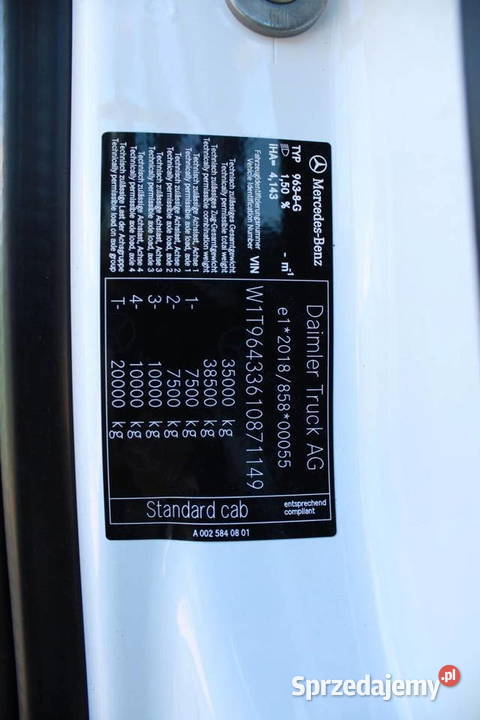 Mercedes-Benz
Daimler Truck AG
TYP 963-8-G
e1*2018/858*00055
1,50 % - m-1
iHA= 4,143
Fahrzeugidentifizierungsnummer
Vehicle Identification Number VIN W1T96433610871149
Technisch zulässiges Gesamtgewicht
Technically permissible total weight 35000 kg
Technisch zulässiges Zug-Gesamtgewicht
Technically permissible combination weight 38500 kg
Technisch zulässige Achslast, Achse 1
Technically permissible axle load, axle 1 1- 7500 kg
Technisch zulässige Achslast, Achse 2
Technically permissible axle load, axle 2 2- 7500 kg
Technisch zulässige Achslast, Achse 3
Technically permissible axle load, axle 3 3- 10000 kg
Technisch zulässige Achslast, Achse 4
Technically permissible axle load, axle 4 4- 10000 kg
Technisch zulässige Last der Achsgruppe
Technically permissible load on axle group T- 20000 kg
Standard cab
entsprechend
compliant
A 002 584 08 01
Sprzedajemy.pl